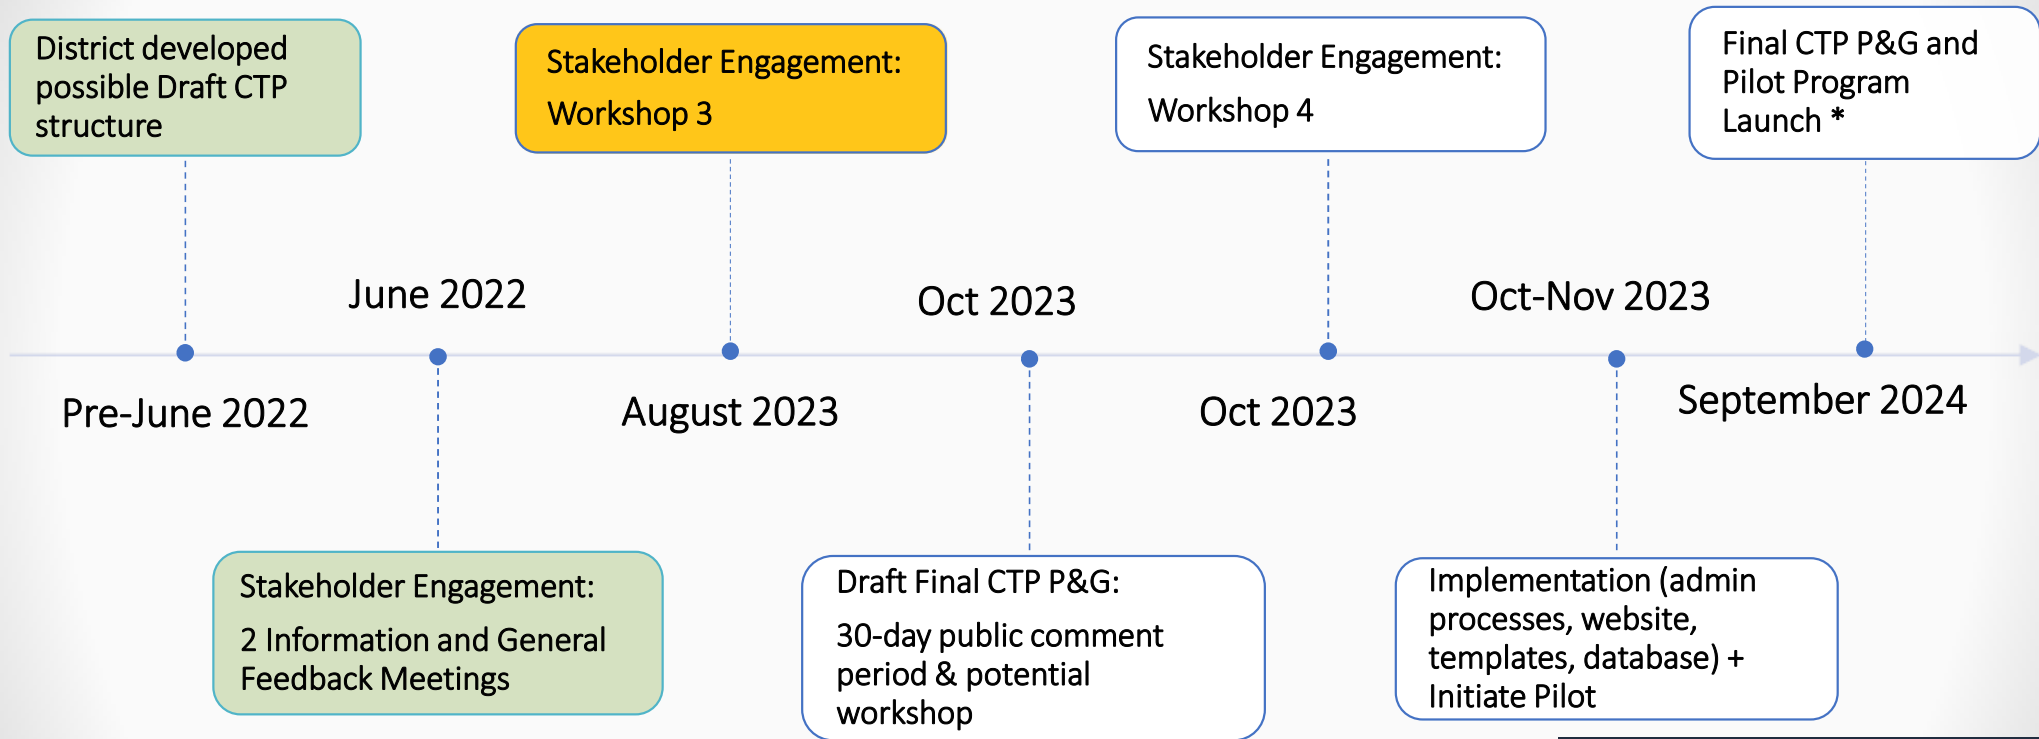 District developed
possible Draft CTP
structure
Stakeholder Engagement:
Workshop 3
Stakeholder Engagement:
Workshop 4
Final CTP P&G and
Pilot Program
Launch *
June 2022
Oct 2023
Oct-Nov 2023
Pre-June 2022
August 2023
Oct 2023
September 2024
Stakeholder Engagement:
2 Information and General
Feedback Meetings
Draft Final CTP P&G:
30-day public comment
period & potential
workshop
Implementation (admin
processes, website,
templates, database) +
Initiate Pilot